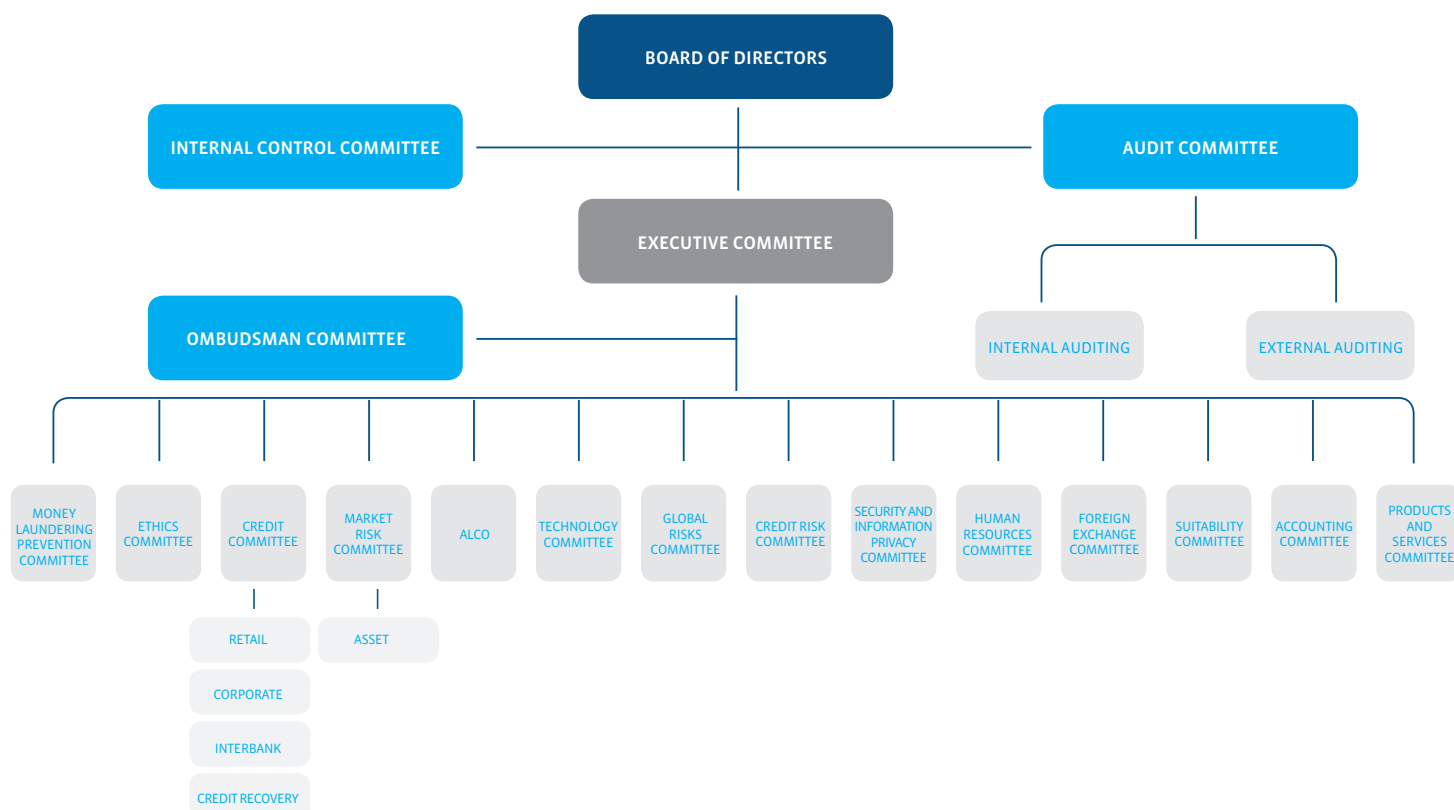 BOARD OF DIRECTORS
INTERNAL CONTROL COMMITTEE
AUDIT COMMITTEE
EXECUTIVE COMMITTEE
OMBUDSMAN COMMITTEE
INTERNAL AUDITING
EXTERNAL AUDITING
MONEY
LAUNDERING
PREVENTION
COMMITTEE
ETHICS
COMMITTEE
CREDIT
COMMITTEE
MARKET
RISK
COMMITTEE
ALCO
TECHNOLOGY
COMMITTEE
GLOBAL
RISKS
COMMITTEE
CREDIT RISK
COMMITTEE
SECURITY AND
INFORMATION
PRIVACY
COMMITTEE
HUMAN
RESOURCES
COMMITTEE
FOREIGN
EXCHANGE
COMMITTEE
SUITABILITY
COMMITTEE
ACCOUNTING
COMMITTEE
PRODUCTS
AND
SERVICES
COMMITTEE
RETAIL
ASSET
CORPORATE
INTERBANK
CREDIT RECOVERY